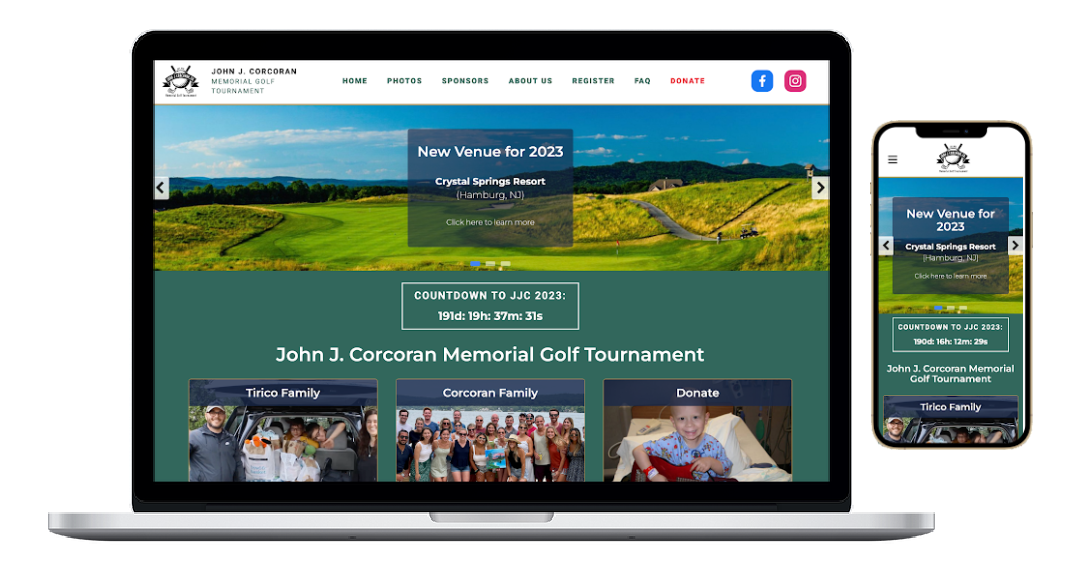 JOHN J. CORCORAN
MEMORIAL GOLF
TOURNAMENT
HOME PHOTOS SPONSORS ABOUT US REGISTER FAQ DONATE
New Venue for 2023
Crystal Springs Resort
(Hamburg, NJ)
Click here to learn more
COUNTDOWN TO JJC 2023:
191d: 19h: 37m: 31s
John J. Corcoran Memorial Golf Tournament
Tirico Family
Corcoran Family
Donate
New Venue for
2023
Crystal Springs Resort
(Hamburg, NJ)
Click here to learn more
COUNTDOWN TO JJC 2023:
190d: 16h: 12m: 29s
John J. Corcoran Memorial
Golf Tournament
Tirico Family